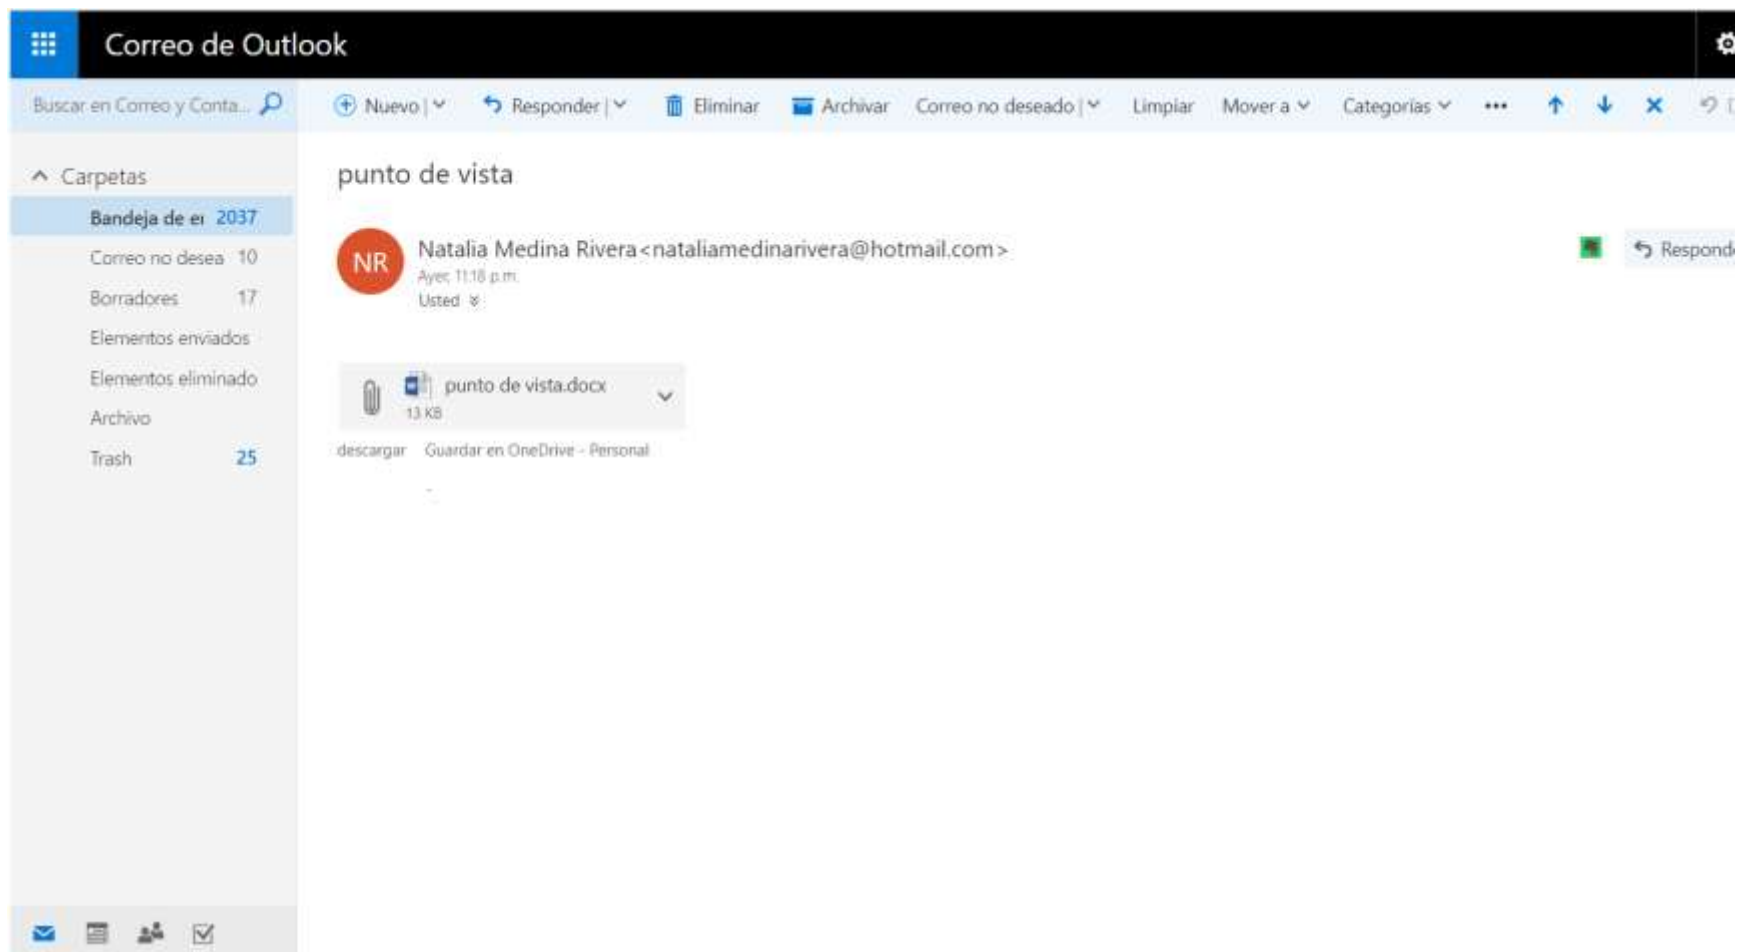 Correo de Outlook
Buscar en Correo y Conta...
Nuevo | Responder | Eliminar Archivar Correo no deseado | Limpiar Mover a Categorías ...
Carpetas
Bandeja de er 2037
Correo no desea 10
Borradores 17
Elementos enviados
Elementos eliminado
Archivo
Trash 25
punto de vista
NR
Natalia Medina Rivera<nataliamedinarivera@hotmail.com>
Ayer, 11:18 p.m.
Usted
Responde
punto de vista.docx
13 KB
descargar Guardar en OneDrive - Personal